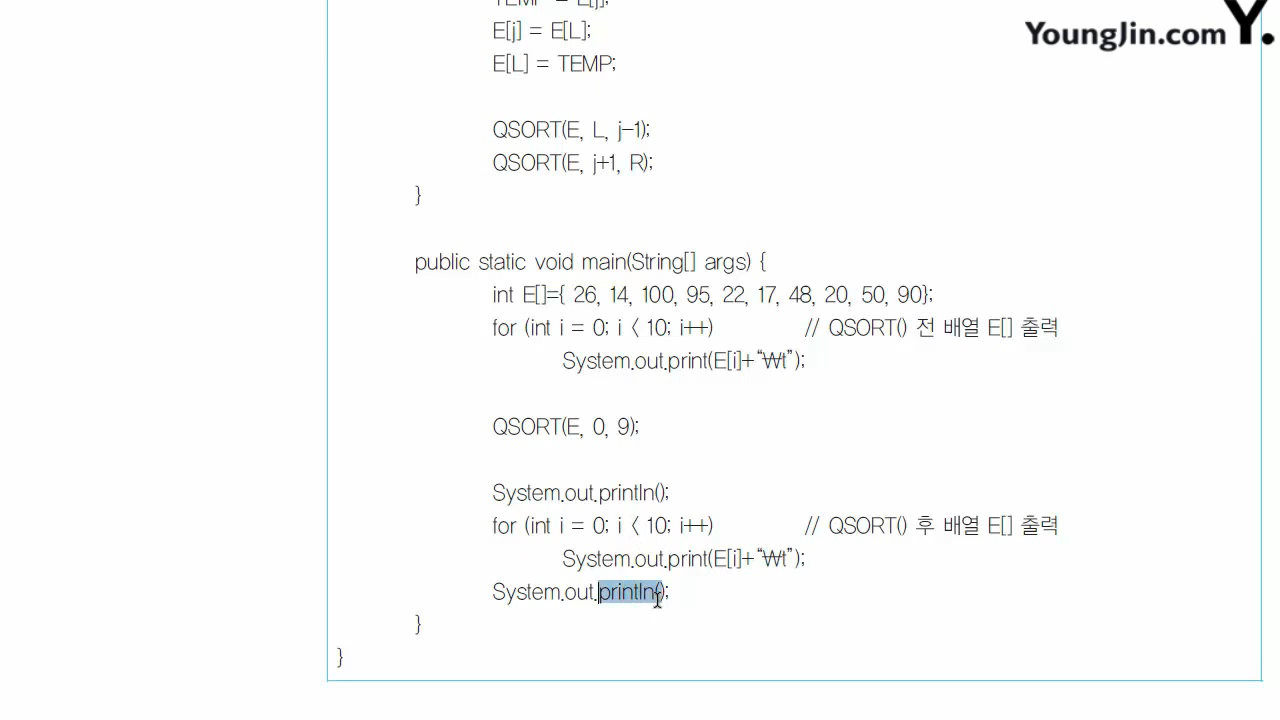 TEMP = E[j];
YoungJin.com Y.
E[j] = E[L];
E[L] = TEMP;
QSORT(E, L, j-1);
QSORT(E, j+1, R);
}
public static void main(String[] args) {
int E[]={ 26, 14, 100, 95, 22, 17, 48, 20, 50, 90};
for (int i = 0; i < 10; i++) // QSORT() 전 배열 E[] 출력
System.out.print(E[i]+“₩t”);
QSORT(E, 0, 9);
System.out.println();
for (int i = 0; i < 10; i++) // QSORT() 후 배열 E[] 출력
System.out.print(E[i]+“₩t”);
System.out.println();
}
}